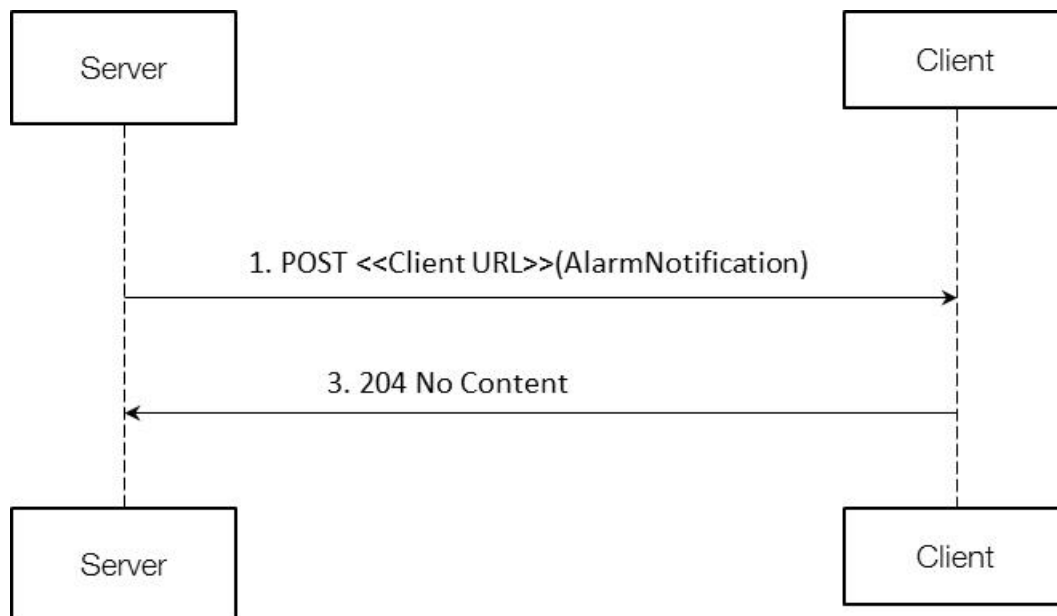 Server
Client
1. POST <<Client URL>>(AlarmNotification)
3. 204 No Content
Server
Client